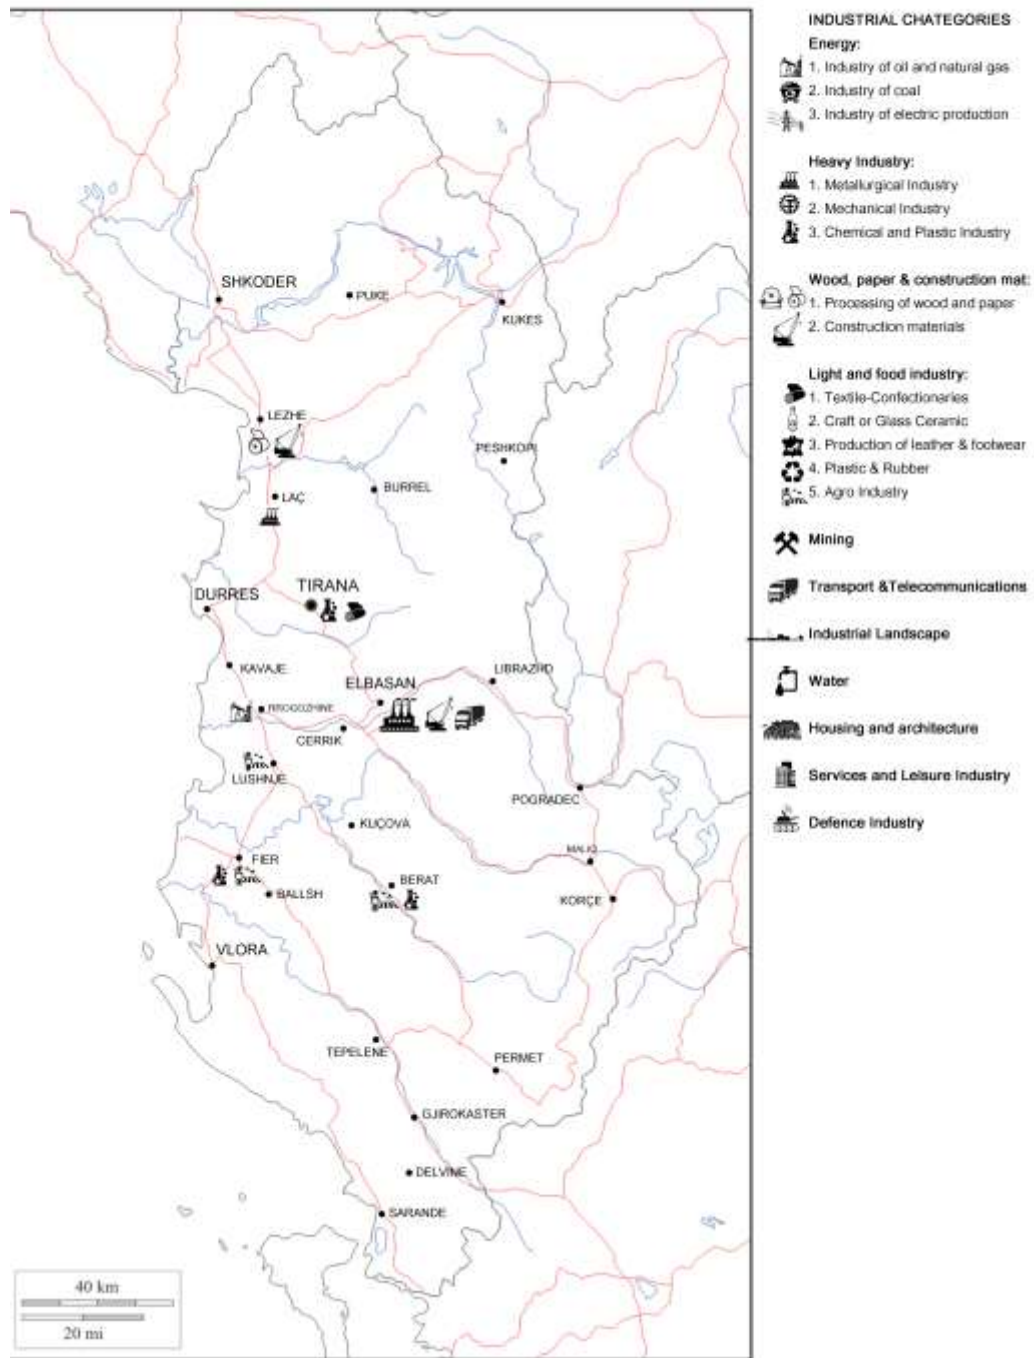 INDUSTRIAL CHATEGORIES
Energy:
1. Industry of oil and natural gas
2. Industry of coal
3. Industry of electric production
Heavy Industry:
1. Metallurgical Industry
2. Mechanical Industry
3. Chemical and Plastic Industry
Wood, paper & construction mat:
1. Processing of wood and paper
2. Construction materials
Light and food industry:
1. Textile-Confectionaries
2. Craft or Glass Ceramic
3. Production of leather & footwear
4. Plastic & Rubber
5. Agro Industry
Mining
Transport &Telecommunications
Industrial Landscape
Water
Housing and architecture
Services and Leisure Industry
Defence Industry
SHKODER
PUKE
KUKES
LEZHE
PESHKOPI
BURREL
LAÇ
TIRANA
DURRES
KAVAJE
LIBRAZHD
ELBASAN
RROGOZHINE
CERRIK
LUSHNJE
POGRADEC
KUÇOVA
MALIQ
FIER
BERAT
BALLSH
KORÇE
VLORA
TEPELENE
PERMET
GJIROKASTER
DELVINE
SARANDE
40 km
20 mi